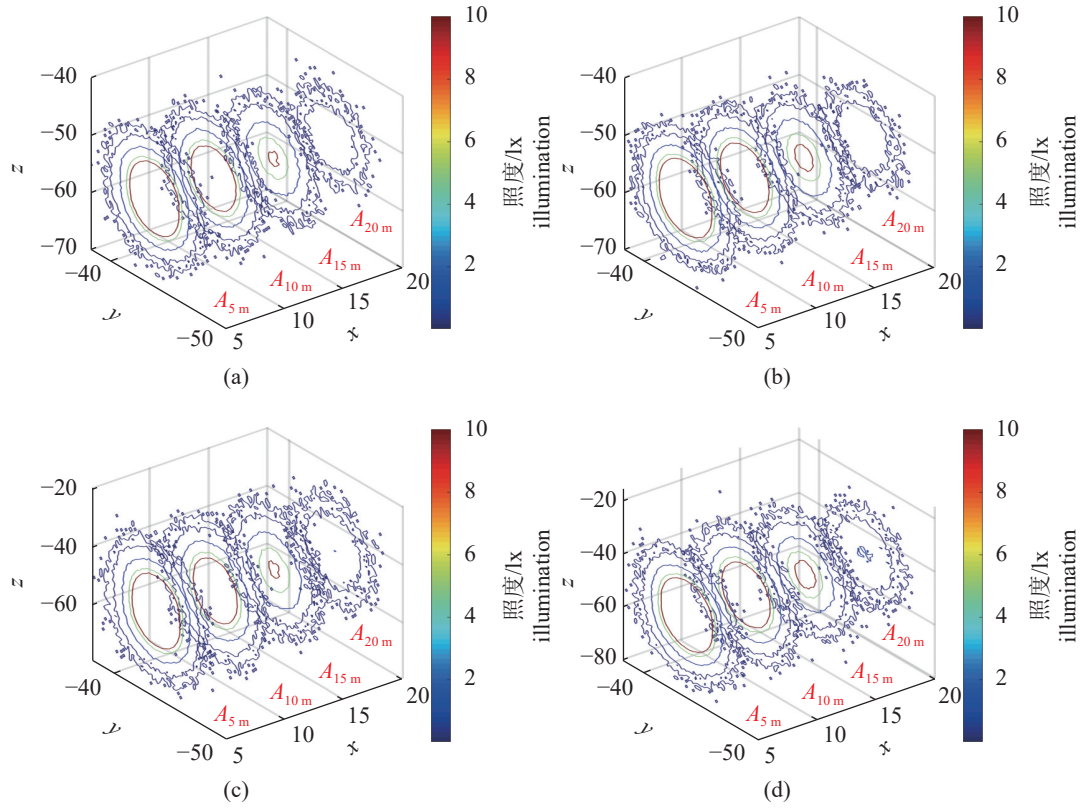 10
8
6
4
2
照度/lx
illumination
−40
−50
−60
−70
z
−40
−50
y
5
10
15
20
x
A5 m
A10 m
A15 m
A20 m
(a)
10
8
6
4
2
照度/lx
illumination
−40
−50
−60
−70
z
−40
−50
y
5
10
15
20
x
A5 m
A10 m
A15 m
A20 m
(b)
10
8
6
4
2
照度/lx
illumination
−20
−40
−60
z
−40
−50
y
5
10
15
20
x
A5 m
A10 m
A15 m
A20 m
(c)
10
8
6
4
2
照度/lx
illumination
−20
−40
−60
−80
z
−40
−50
y
5
10
15
20
x
A5 m
A10 m
A15 m
A20 m
(d)